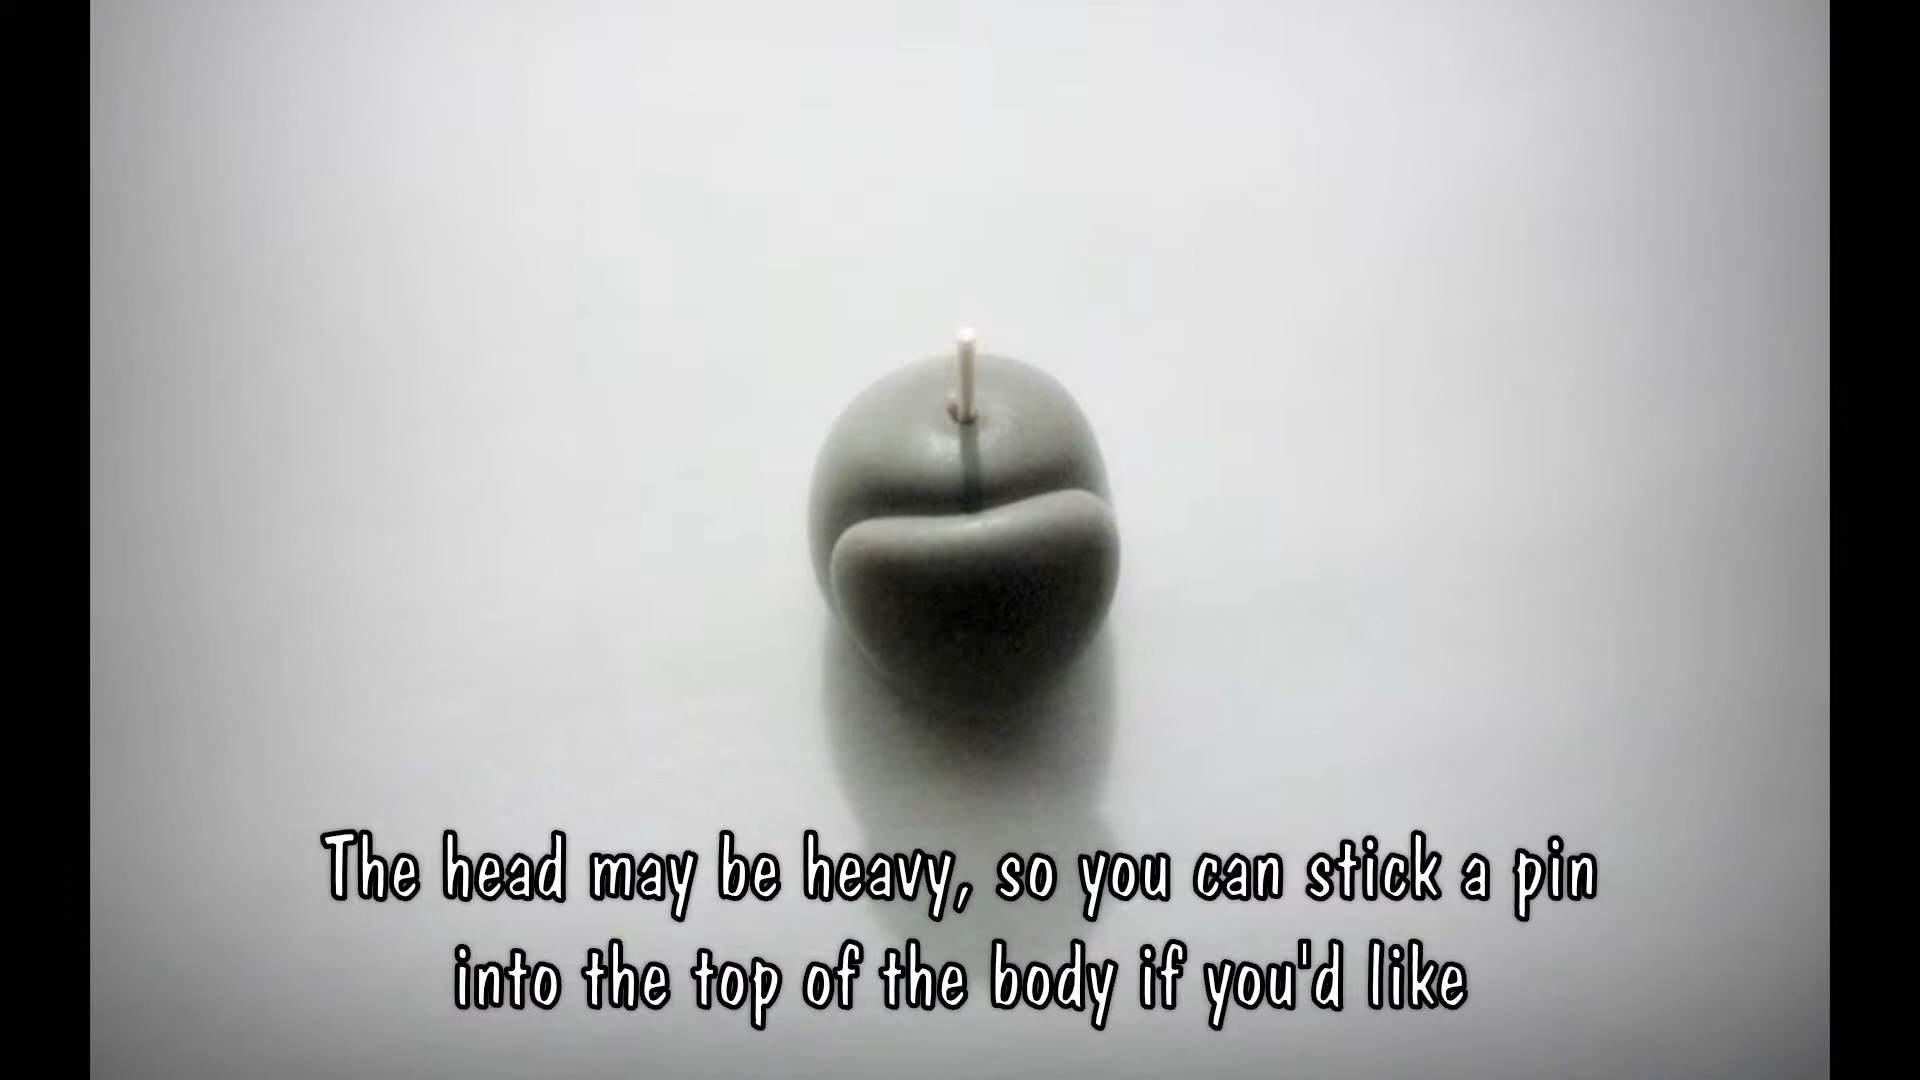 The head may be heavy, so you can stick a pin
into the top of the body if you'd like